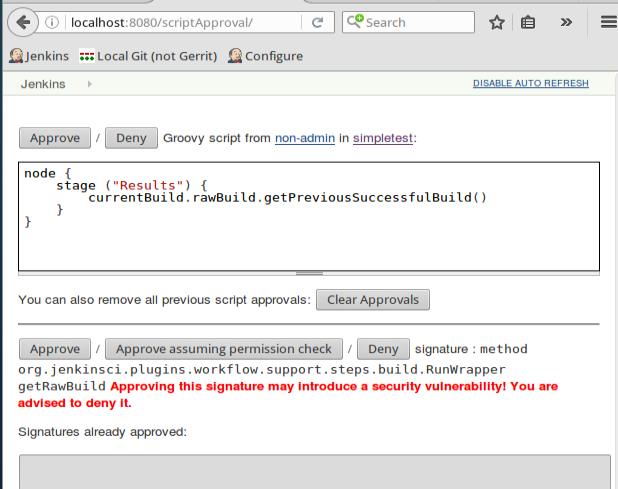 localhost:8080/scriptApproval/ Search
Jenkins Local Git (not Gerrit) Configure
Jenkins DISABLE AUTO REFRESH
Approve / Deny Groovy script from non-admin in simpletest:
node {
    stage ("Results") {
        currentBuild.rawBuild.getPreviousSuccessfulBuild()
    }
}
You can also remove all previous script approvals: Clear Approvals
Approve / Approve assuming permission check / Deny signature : method
org.jenkinsci.plugins.workflow.support.steps.build.RunWrapper
getRawBuild Approving this signature may introduce a security vulnerability! You are
advised to deny it.
Signatures already approved: